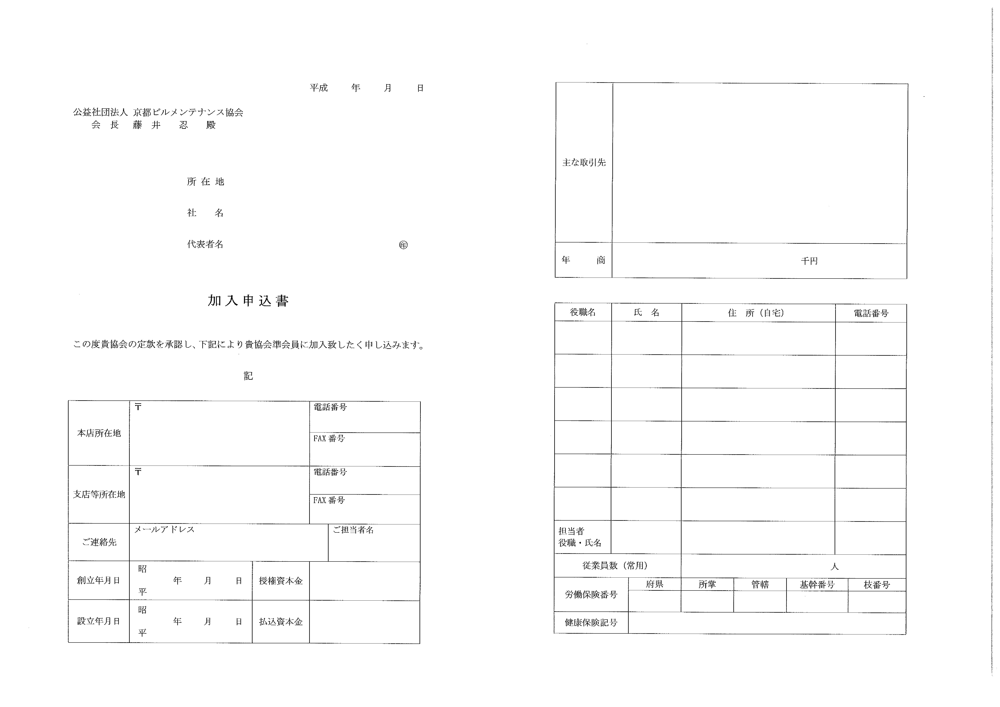 平成　　年　　月　　日
公益社団法人 京都ビルメンテナンス協会
会　長　藤　井　忍　殿
所 在 地
社　　名
代表者名　㊞
加入申込書
この度貴協会の定款を承認し、下記により貴協会準会員に加入致したく申し込みます。
記
本店所在地　〒　電話番号
FAX 番号
支店等所在地　〒　電話番号
FAX 番号
ご連絡先　メールアドレス　ご担当者名
創立年月日　昭　平　年　月　日　授権資本金
設立年月日　昭　平　年　月　日　払込資本金
主な取引先
年　　商　千円
役職名　氏　名　住　所（自宅）　電話番号
担当者
役職・氏名
従業員数（常用）　人
労働保険番号　府県　所掌　管轄　基幹番号　枝番号
健康保険記号